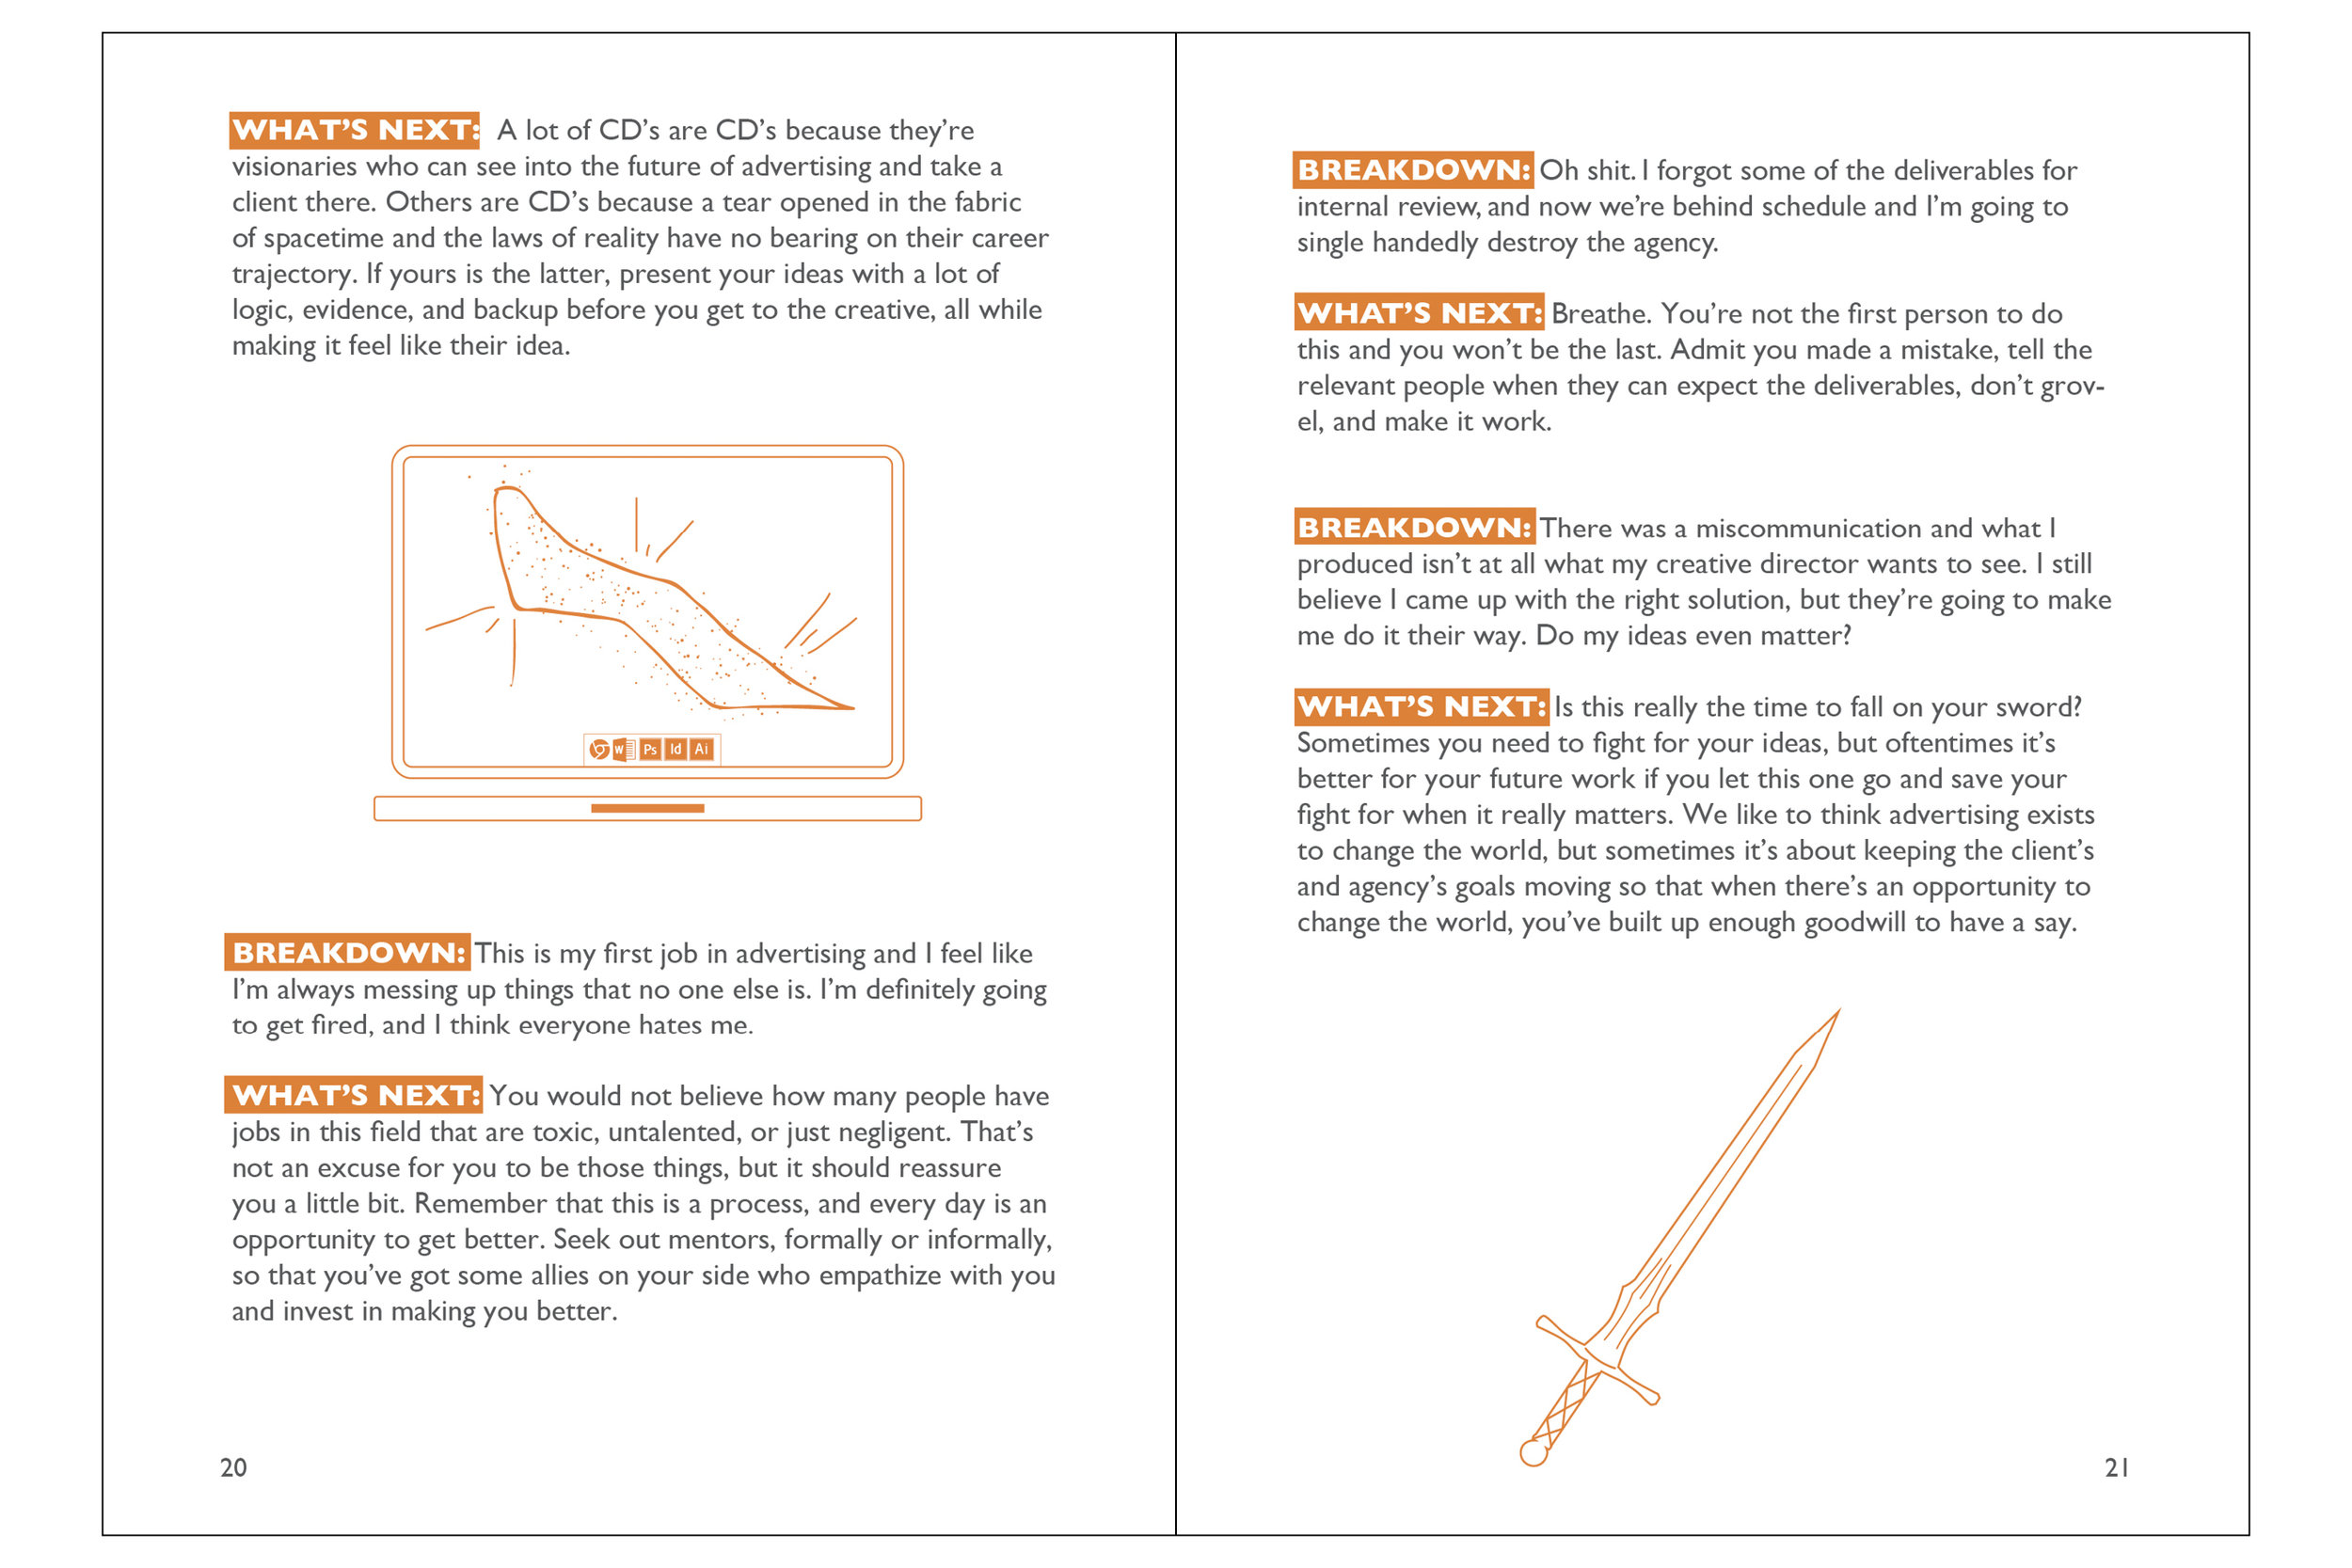 WHAT'S NEXT: A lot of CD's are CD's because they're
visionaries who can see into the future of advertising and take a
client there. Others are CD's because a tear opened in the fabric
of spacetime and the laws of reality have no bearing on their career
trajectory. If yours is the latter, present your ideas with a lot of
logic, evidence, and backup before you get to the creative, all while
making it feel like their idea.
W Ps Id Ai
BREAKDOWN: This is my first job in advertising and I feel like
I'm always messing up things that no one else is. I'm definitely going
to get fired, and I think everyone hates me.
WHAT'S NEXT: You would not believe how many people have
jobs in this field that are toxic, untalented, or just negligent. That's
not an excuse for you to be those things, but it should reassure
you a little bit. Remember that this is a process, and every day is an
opportunity to get better. Seek out mentors, formally or informally,
so that you've got some allies on your side who empathize with you
and invest in making you better.
20
BREAKDOWN: Oh shit. I forgot some of the deliverables for
internal review, and now we're behind schedule and I'm going to
single handedly destroy the agency.
WHAT'S NEXT: Breathe. You're not the first person to do
this and you won't be the last. Admit you made a mistake, tell the
relevant people when they can expect the deliverables, don't grov-
el, and make it work.
BREAKDOWN: There was a miscommunication and what I
produced isn't at all what my creative director wants to see. I still
believe I came up with the right solution, but they're going to make
me do it their way. Do my ideas even matter?
WHAT'S NEXT: Is this really the time to fall on your sword?
Sometimes you need to fight for your ideas, but oftentimes it's
better for your future work if you let this one go and save your
fight for when it really matters. We like to think advertising exists
to change the world, but sometimes it's about keeping the client's
and agency's goals moving so that when there's an opportunity to
change the world, you've built up enough goodwill to have a say.
21